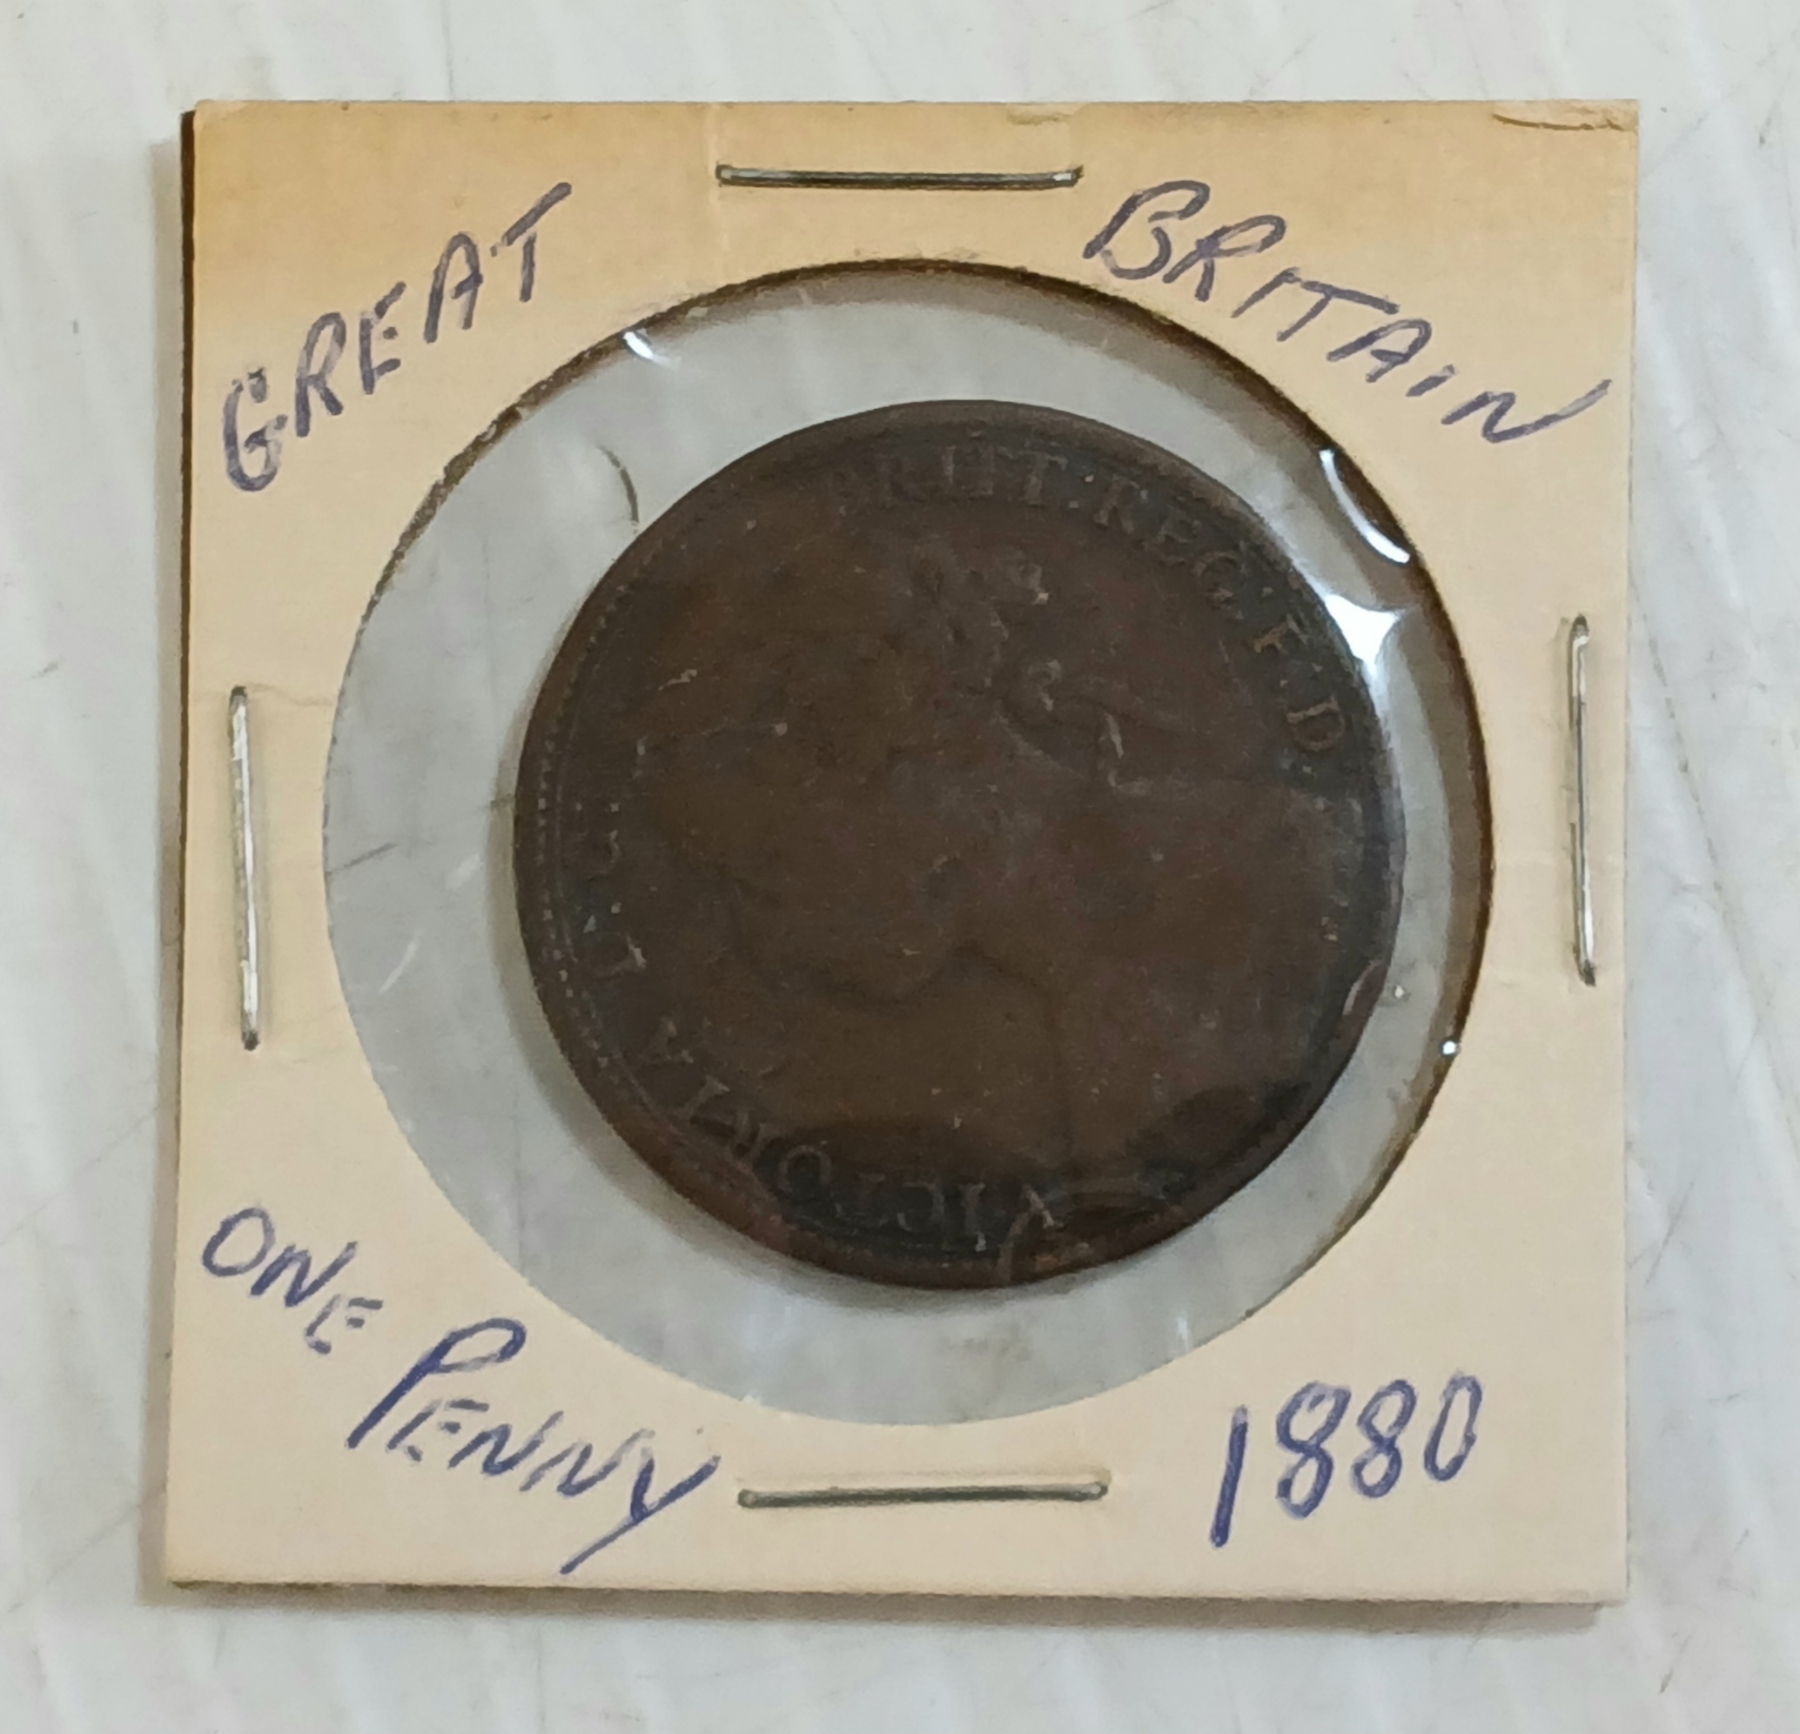 GREAT BRITAIN
VICTORIA D:G: BRITT:REG:F:D:
ONE PENNY 1880